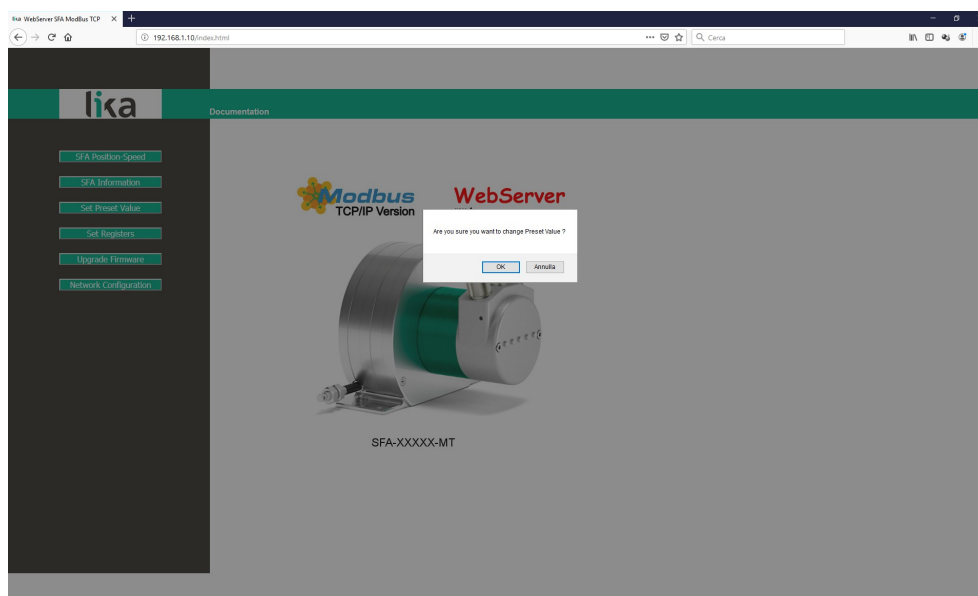 lika WebServer SFA ModBus TCP
192.168.1.10/index.html
Cerca
lika
Documentation
SFA Position-Speed
SFA Information
Set Preset Value
Set Registers
Upgrade Firmware
Network Configuration
Modbus
TCP/IP Version
WebServer
Are you sure you want to change Preset Value ?
OK
Annulla
SFA-XXXXX-MT